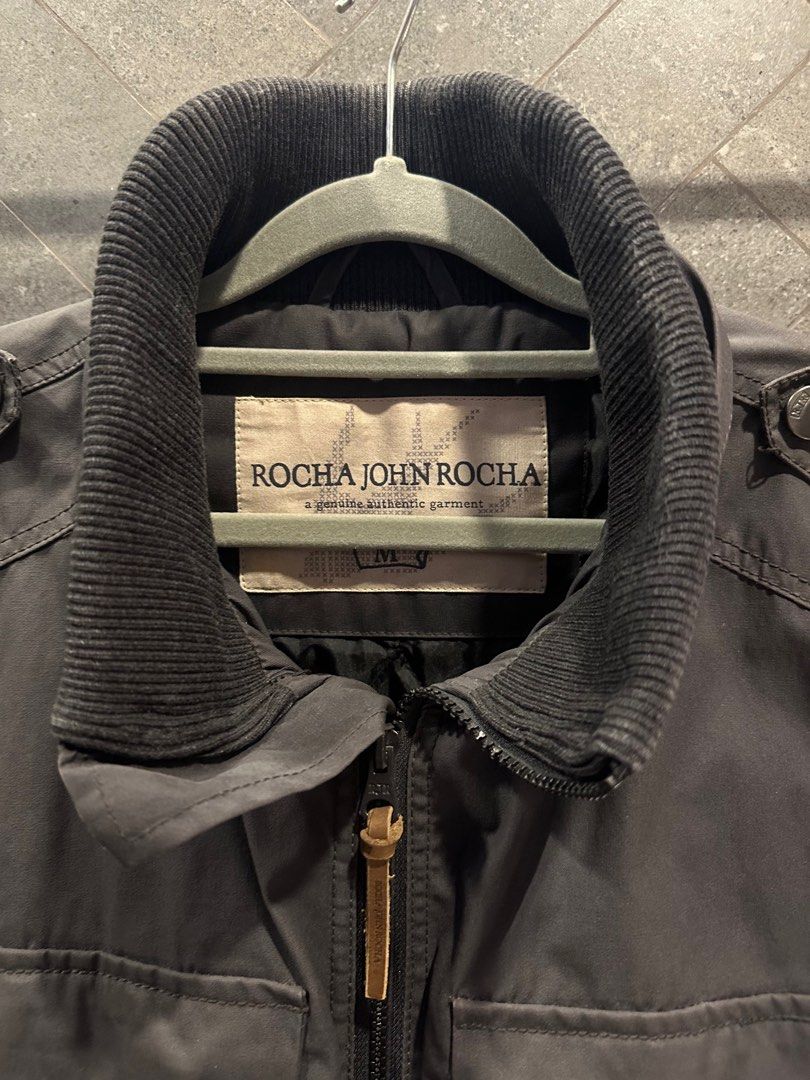 ROCHA JOHN ROCHA
a genuine authentic garment
M